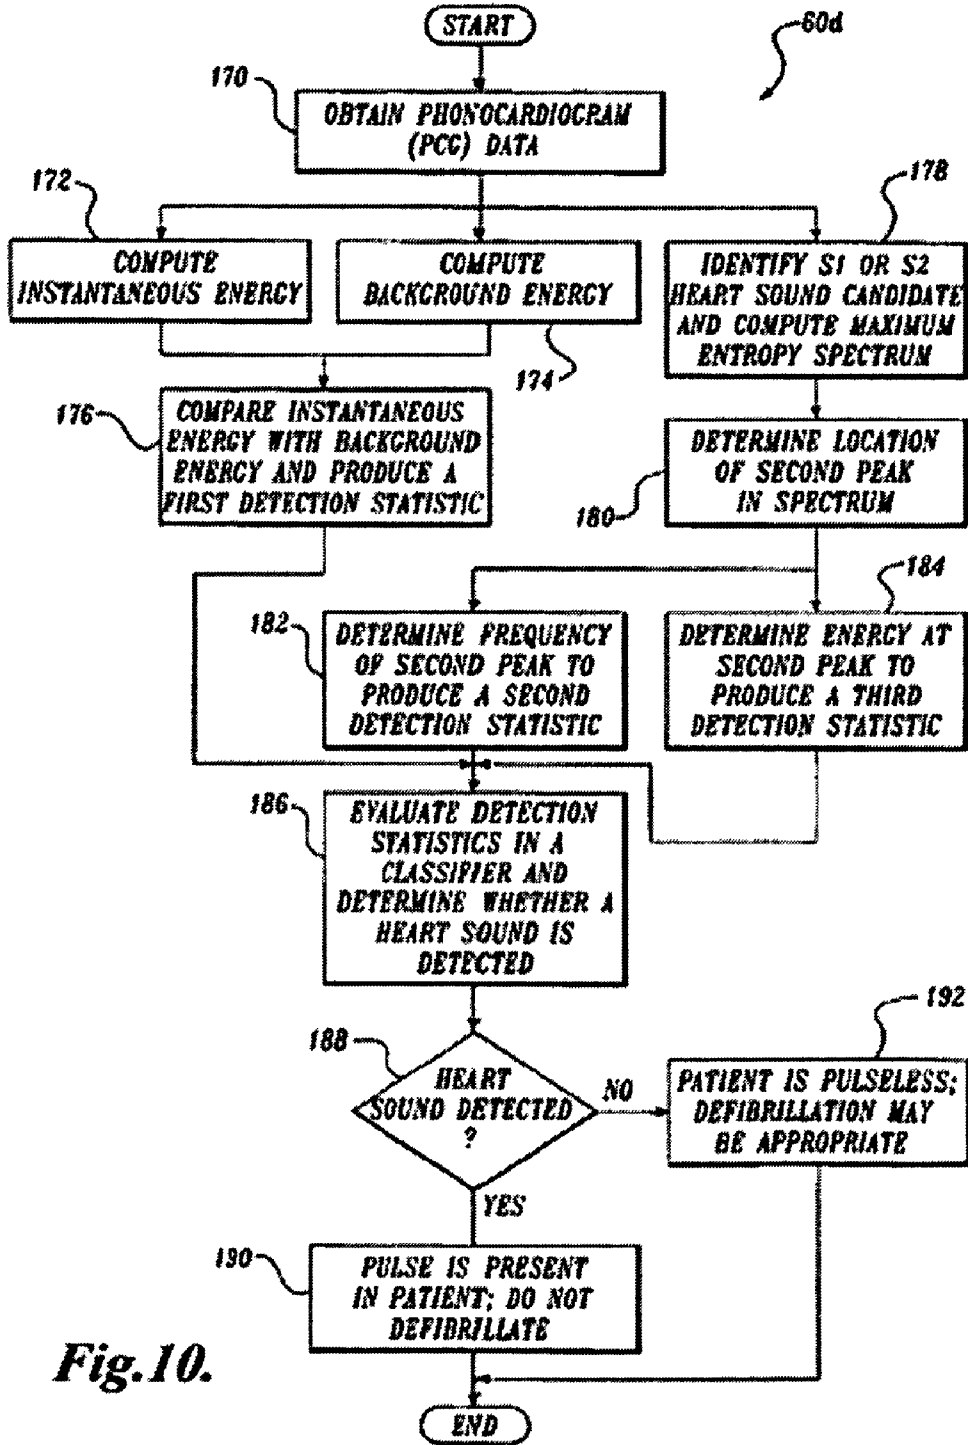 START
60d
170
OBTAIN PHONOCARDIOGRAM
(PCG) DATA
172
178
COMPUTE
INSTANTANEOUS ENERGY
COMPUTE
BACKGROUND ENERGY
IDENTIFY S1 OR S2
HEART SOUND CANDIDATE
AND COMPUTE MAXIMUM
ENTROPY SPECTRUM
174
176
COMPARE INSTANTANEOUS
ENERGY WITH BACKGROUND
ENERGY AND PRODUCE A
FIRST DETECTION STATISTIC
DETERMINE LOCATION
OF SECOND PEAK
IN SPECTRUM
180
184
182
DETERMINE FREQUENCY
OF SECOND PEAK TO
PRODUCE A SECOND
DETECTION STATISTIC
DETERMINE ENERGY AT
SECOND PEAK TO
PRODUCE A THIRD
DETECTION STATISTIC
186
EVALUATE DETECTION
STATISTICS IN A
CLASSIFIER AND
DETERMINE WHETHER A
HEART SOUND IS
DETECTED
192
188
HEART
SOUND DETECTED
?
NO
PATIENT IS PULSELESS;
DEFIBRILLATION MAY
BE APPROPRIATE
YES
190
PULSE IS PRESENT
IN PATIENT; DO NOT
DEFIBRILLATE
Fig.10.
END